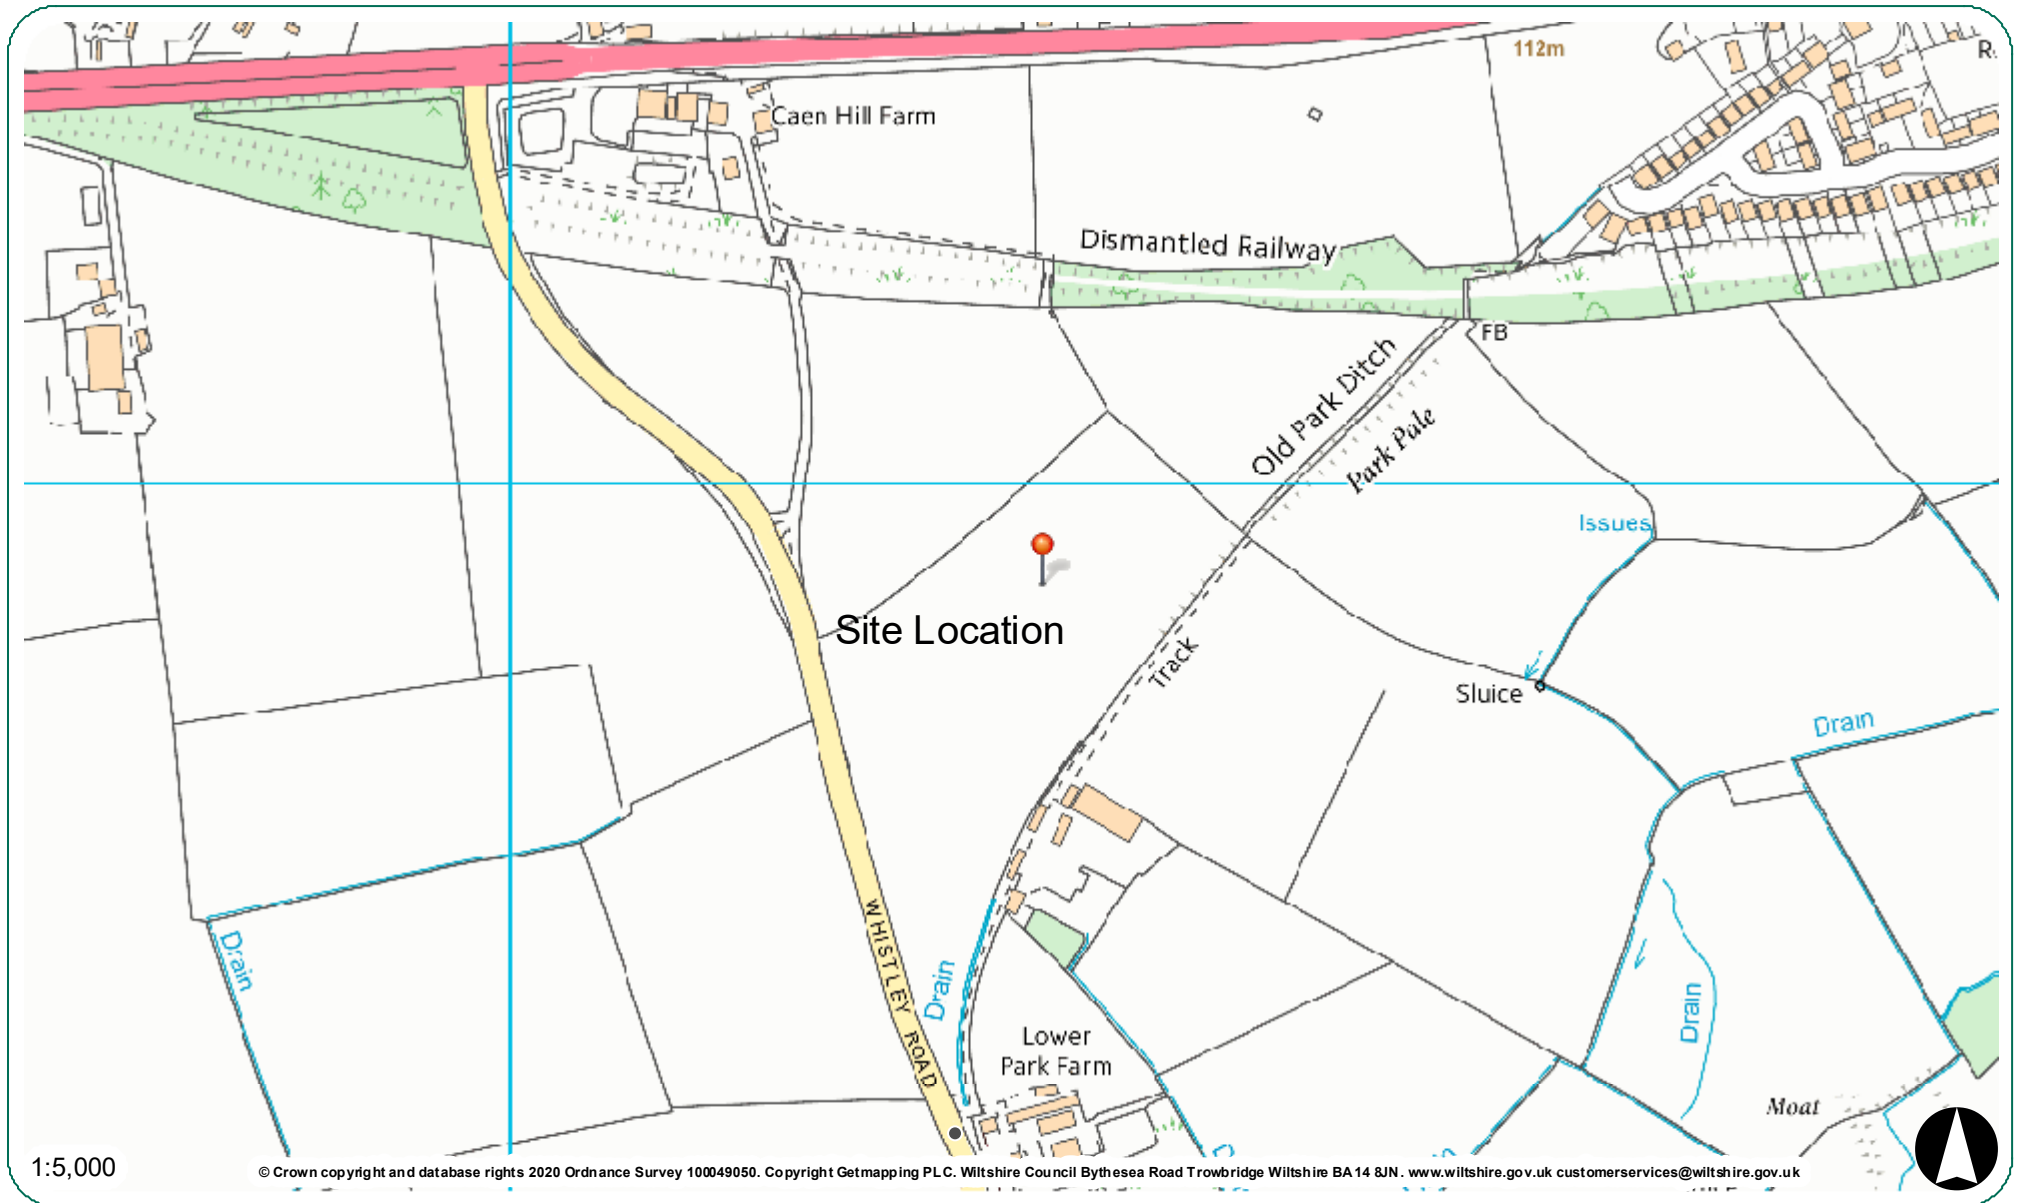 112m
Caen Hill Farm
Dismantled Railway
FB
Old Park Ditch
Park Pale
Issues
Site Location
Track
Sluice
Drain
WHISTLEY ROAD
Drain
Drain
Drain
Lower
Park Farm
Moat
1:5,000
© Crown copyright and database rights 2020 Ordnance Survey 100049050. Copyright Getmapping PLC. Wiltshire Council Bythesea Road Trowbridge Wiltshire BA14 8JN. www.wiltshire.gov.uk customerservices@wiltshire.gov.uk